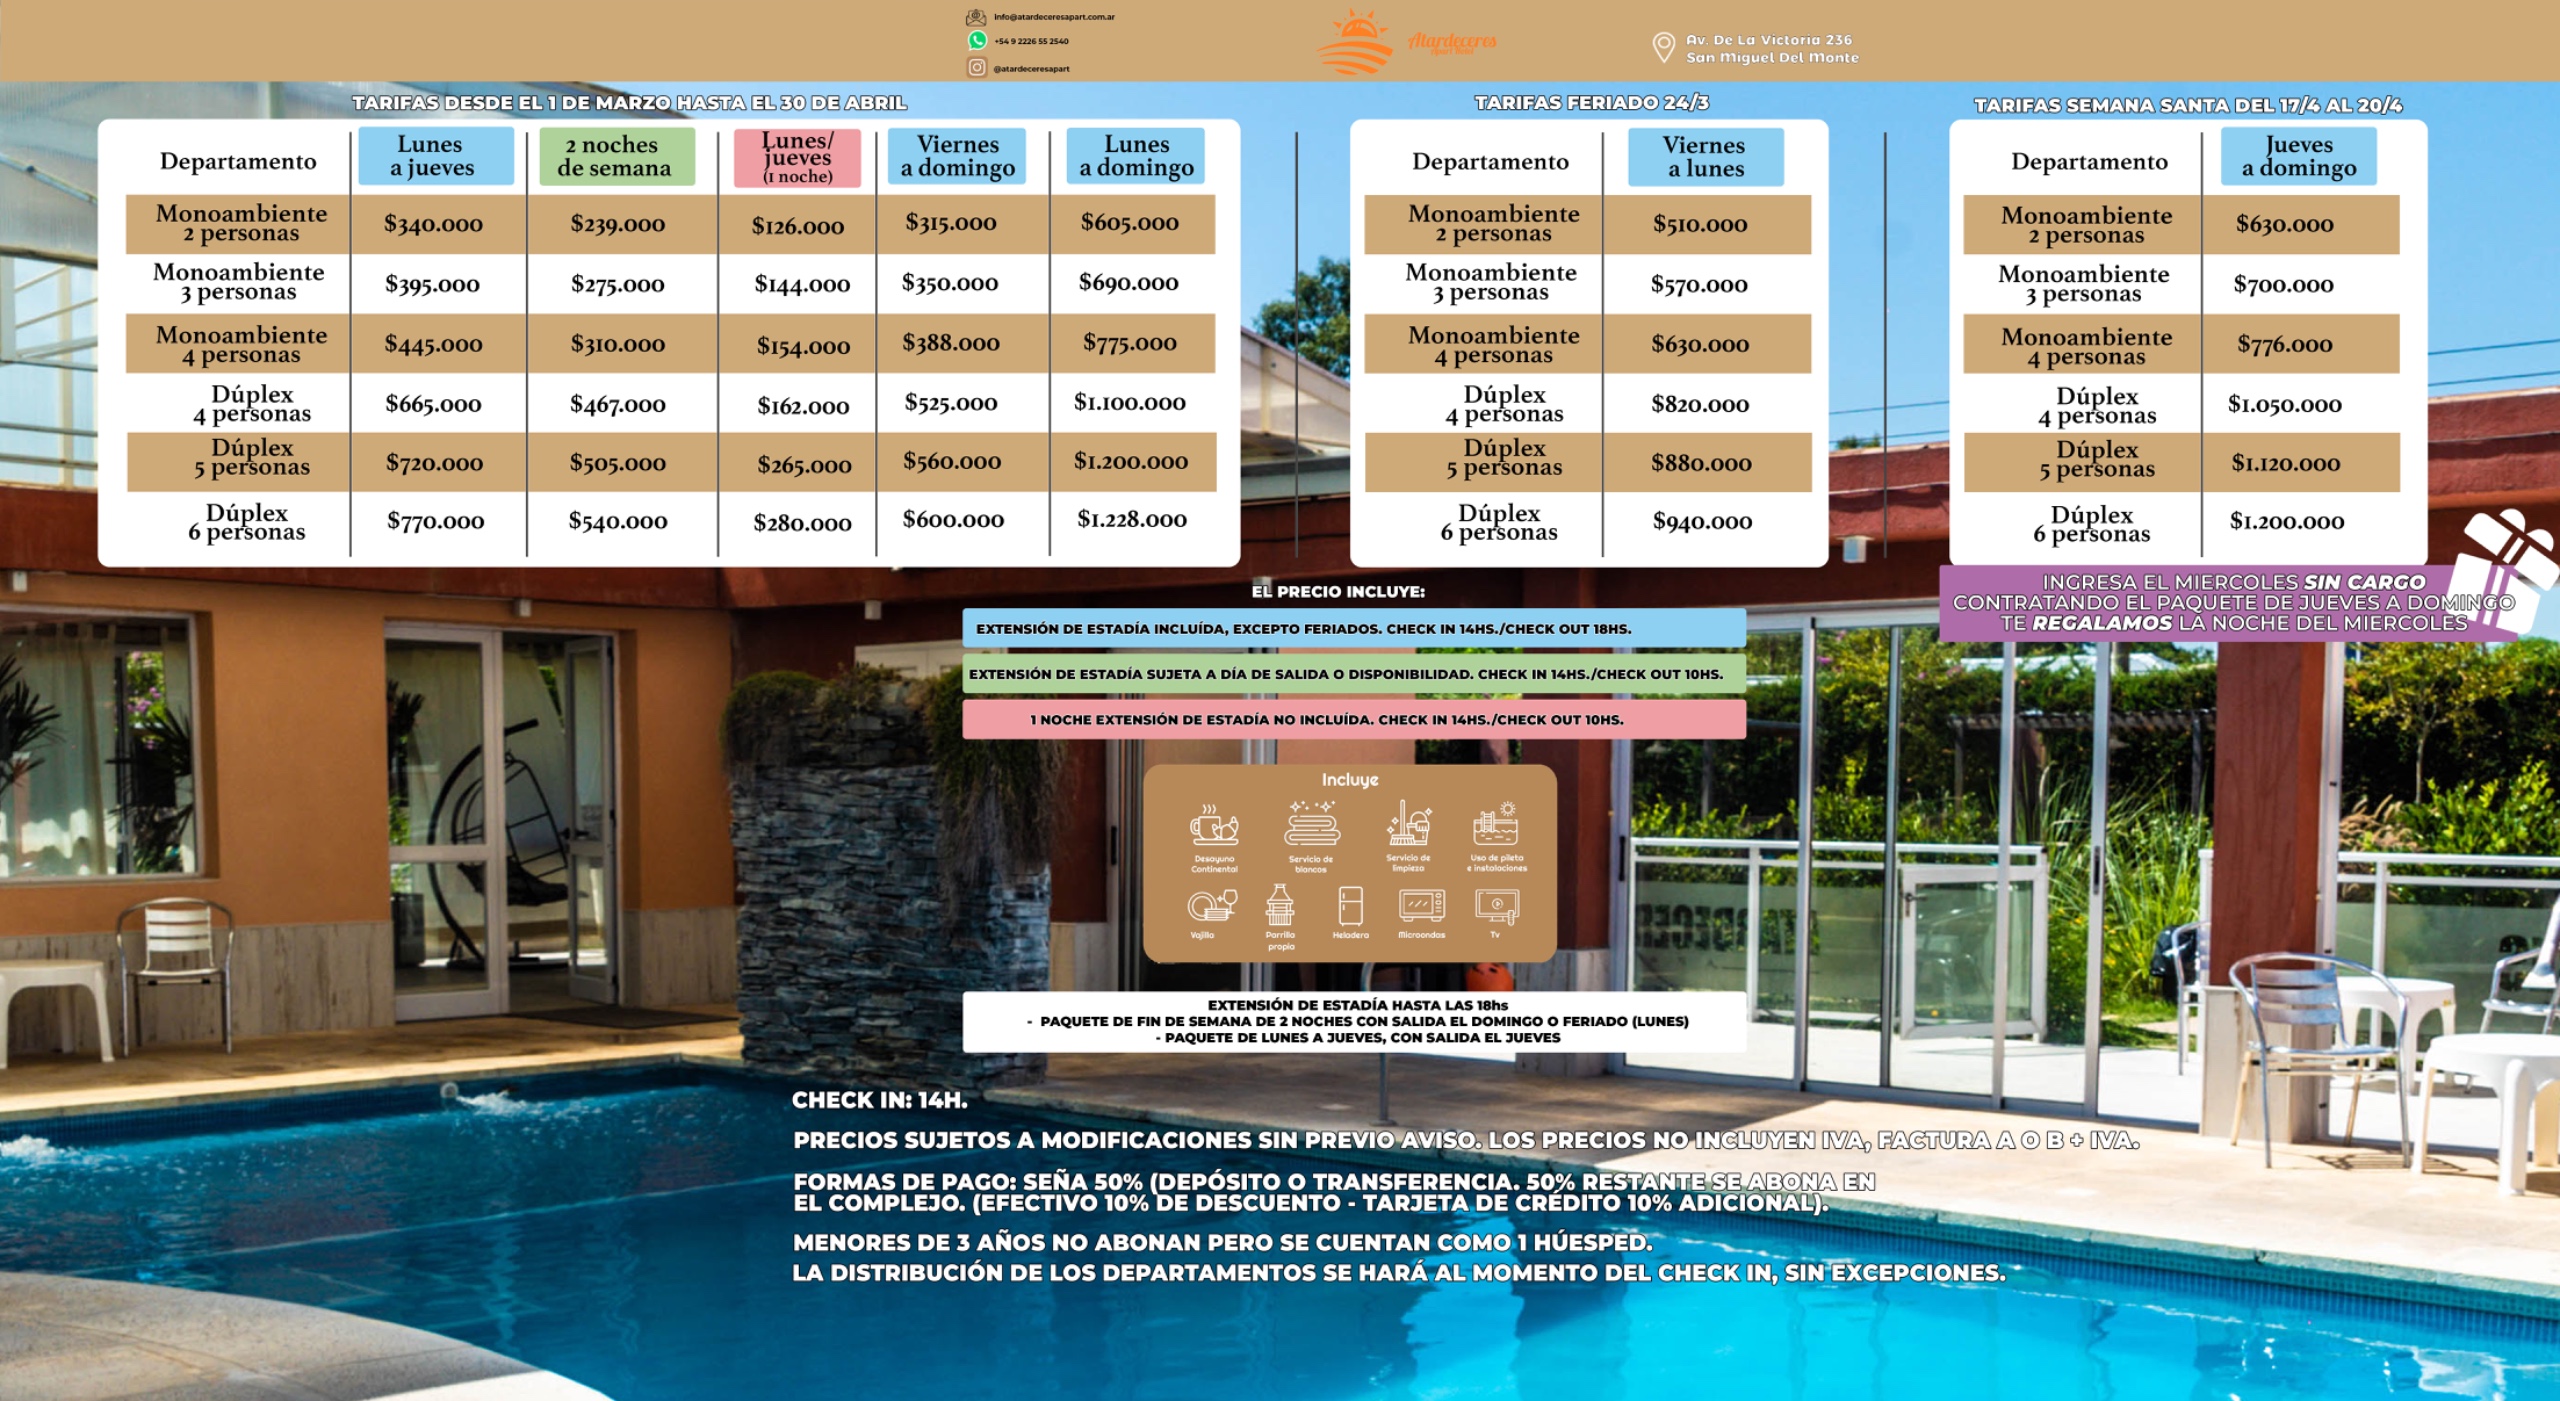 Info@atardeceresapart.com.ar
+54 9 2226 55 2540
@atardeceresapart
Atardeceres
apart hotel
Av. De La Victoria 236
San Miguel Del Monte
TARIFAS DESDE EL 1 DE MARZO HASTA EL 30 DE ABRIL
Departamento
Lunes
a jueves
2 noches
de semana
Lunes/
jueves
(1 noche)
Viernes
a domingo
Lunes
a domingo
Monoambiente
2 personas
$340.000
$239.000
$126.000
$315.000
$605.000
Monoambiente
3 personas
$395.000
$275.000
$144.000
$350.000
$690.000
Monoambiente
4 personas
$445.000
$310.000
$154.000
$388.000
$775.000
Dúplex
4 personas
$665.000
$467.000
$162.000
$525.000
$1.100.000
Dúplex
5 personas
$720.000
$505.000
$265.000
$560.000
$1.200.000
Dúplex
6 personas
$770.000
$540.000
$280.000
$600.000
$1.228.000
TARIFAS FERIADO 24/3
Departamento
Viernes
a lunes
Monoambiente
2 personas
$510.000
Monoambiente
3 personas
$570.000
Monoambiente
4 personas
$630.000
Dúplex
4 personas
$820.000
Dúplex
5 personas
$880.000
Dúplex
6 personas
$940.000
TARIFAS SEMANA SANTA DEL 17/4 AL 20/4
Departamento
Jueves
a domingo
Monoambiente
2 personas
$630.000
Monoambiente
3 personas
$700.000
Monoambiente
4 personas
$776.000
Dúplex
4 personas
$1.050.000
Dúplex
5 personas
$1.120.000
Dúplex
6 personas
$1.200.000
INGRESA EL MIERCOLES SIN CARGO
CONTRATANDO EL PAQUETE DE JUEVES A DOMINGO
TE REGALAMOS LA NOCHE DEL MIERCOLES
EL PRECIO INCLUYE:
EXTENSIÓN DE ESTADÍA INCLUÍDA, EXCEPTO FERIADOS. CHECK IN 14HS./CHECK OUT 18HS.
EXTENSIÓN DE ESTADÍA SUJETA A DÍA DE SALIDA O DISPONIBILIDAD. CHECK IN 14HS./CHECK OUT 10HS.
1 NOCHE EXTENSIÓN DE ESTADÍA NO INCLUÍDA. CHECK IN 14HS./CHECK OUT 10HS.
Incluye
Desayuno
Continental
Servicio de
blancos
Servicio de
limpieza
Uso de pileta
e instalaciones
Vajilla
Parrilla
propia
Heladera
Microondas
Tv
EXTENSIÓN DE ESTADÍA HASTA LAS 18hs
- PAQUETE DE FIN DE SEMANA DE 2 NOCHES CON SALIDA EL DOMINGO O FERIADO (LUNES)
- PAQUETE DE LUNES A JUEVES, CON SALIDA EL JUEVES
CHECK IN: 14H.
PRECIOS SUJETOS A MODIFICACIONES SIN PREVIO AVISO. LOS PRECIOS NO INCLUYEN IVA, FACTURA A O B + IVA.
FORMAS DE PAGO: SEÑA 50% (DEPÓSITO O TRANSFERENCIA. 50% RESTANTE SE ABONA EN
EL COMPLEJO. (EFECTIVO 10% DE DESCUENTO - TARJETA DE CRÉDITO 10% ADICIONAL).
MENORES DE 3 AÑOS NO ABONAN PERO SE CUENTAN COMO 1 HÚESPED.
LA DISTRIBUCIÓN DE LOS DEPARTAMENTOS SE HARÁ AL MOMENTO DEL CHECK IN, SIN EXCEPCIONES.